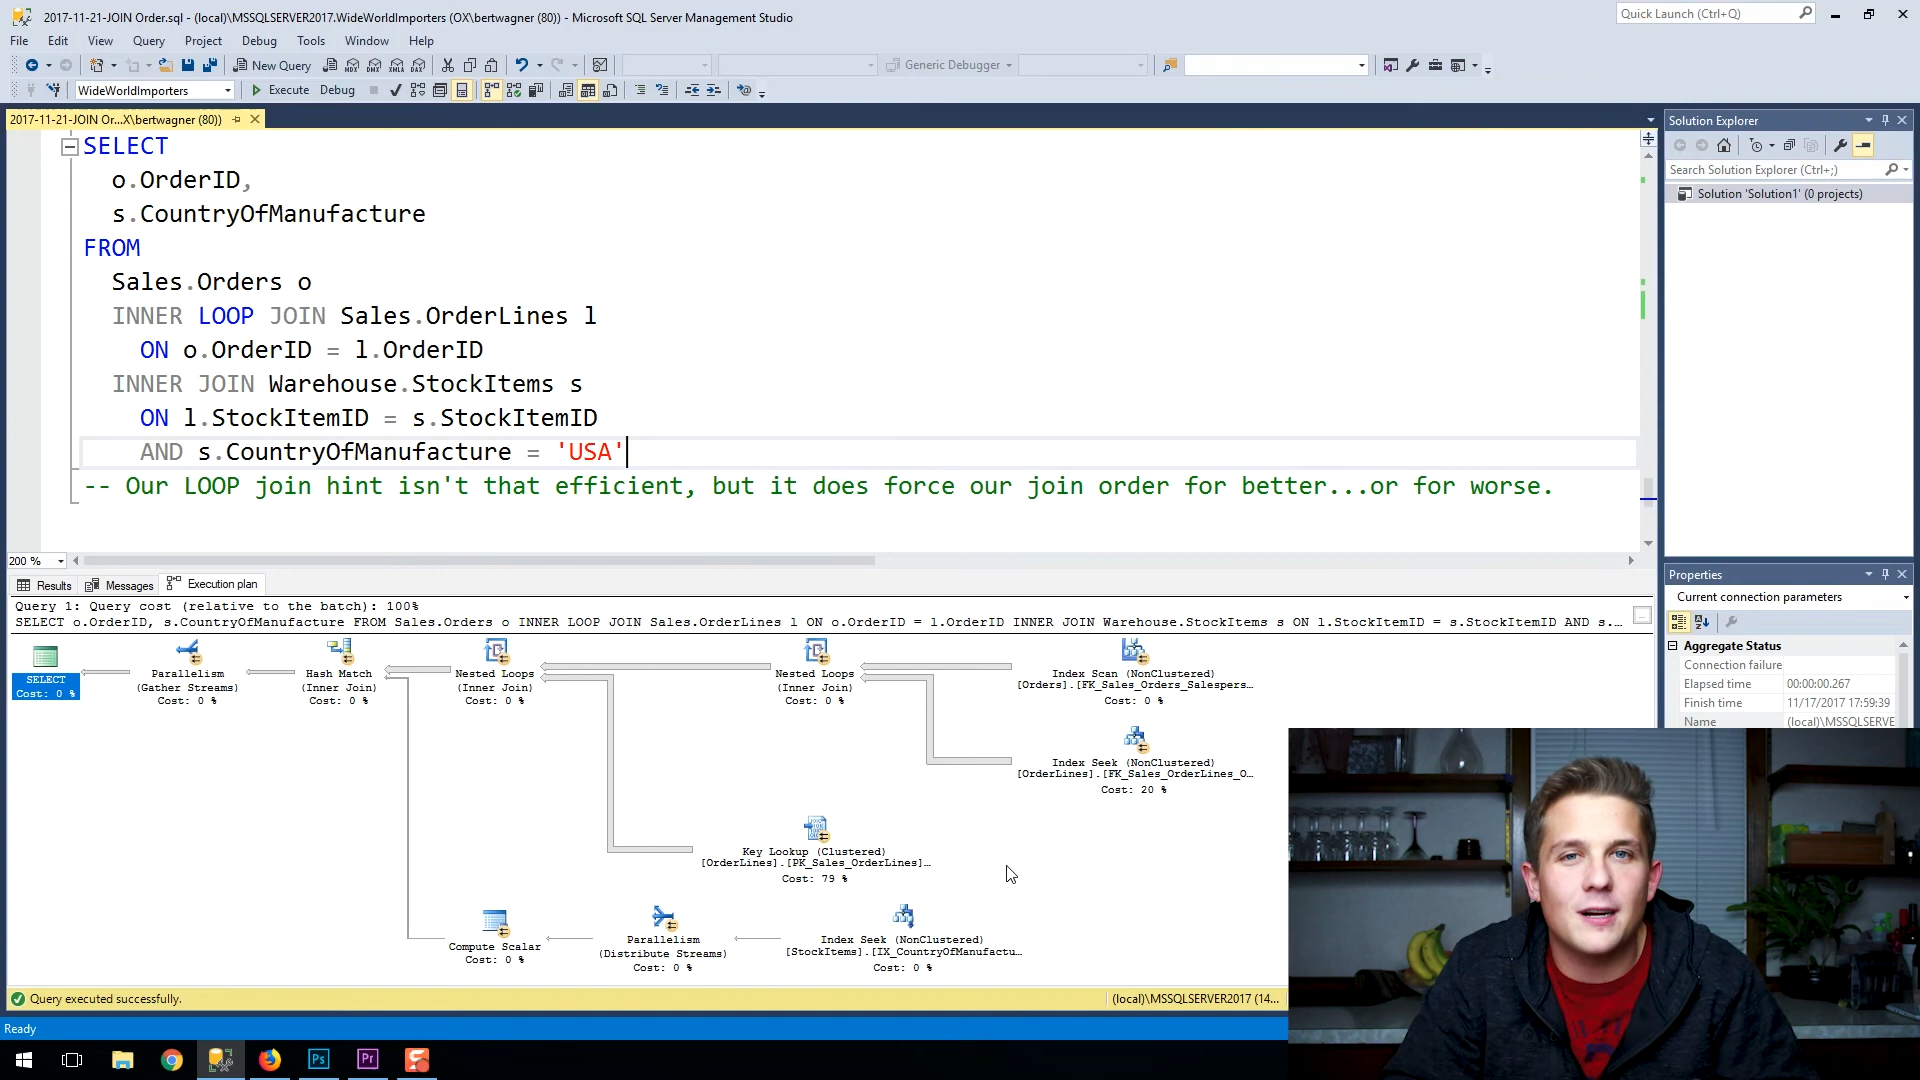 2017-11-21-JOIN Order.sql - (local)\MSSQLSERVER2017.WideWorldImporters (OX\bertwagner (80)) - Microsoft SQL Server Management Studio
Quick Launch (Ctrl+Q)
File Edit View Query Project Debug Tools Window Help
New Query
Generic Debugger
WideWorldImporters
Execute Debug
2017-11-21-JOIN Or...X\bertwagner (80))
SELECT
o.OrderID,
s.CountryOfManufacture
FROM
Sales.Orders o
INNER LOOP JOIN Sales.OrderLines l
ON o.OrderID = l.OrderID
INNER JOIN Warehouse.StockItems s
ON l.StockItemID = s.StockItemID
AND s.CountryOfManufacture = 'USA'
-- Our LOOP join hint isn't that efficient, but it does force our join order for better...or for worse.
200 %
Results Messages Execution plan
Query 1: Query cost (relative to the batch): 100%
SELECT o.OrderID, s.CountryOfManufacture FROM Sales.Orders o INNER LOOP JOIN Sales.OrderLines l ON o.OrderID = l.OrderID INNER JOIN Warehouse.StockItems s ON l.StockItemID = s.StockItemID AND s....
SELECT
Cost: 0 %
Parallelism
(Gather Streams)
Cost: 0 %
Hash Match
(Inner Join)
Cost: 0 %
Nested Loops
(Inner Join)
Cost: 0 %
Nested Loops
(Inner Join)
Cost: 0 %
Index Scan (NonClustered)
[Orders].[FK_Sales_Orders_Salespers...
Cost: 0 %
Index Seek (NonClustered)
[OrderLines].[FK_Sales_OrderLines_O...
Cost: 20 %
Key Lookup (Clustered)
[OrderLines].[PK_Sales_OrderLines]...
Cost: 79 %
Compute Scalar
Cost: 0 %
Parallelism
(Distribute Streams)
Cost: 0 %
Index Seek (NonClustered)
[StockItems].[IX_CountryOfManufactu...
Cost: 0 %
Query executed successfully.
(local)\MSSQLSERVER2017 (14...
Ready
Solution Explorer
Search Solution Explorer (Ctrl+;)
Solution 'Solution1' (0 projects)
Properties
Current connection parameters
Aggregate Status
Connection failure
Elapsed time 00:00:00.267
Finish time 11/17/2017 17:59:39
Name (local)\MSSQLSERVE
Ps
Pr